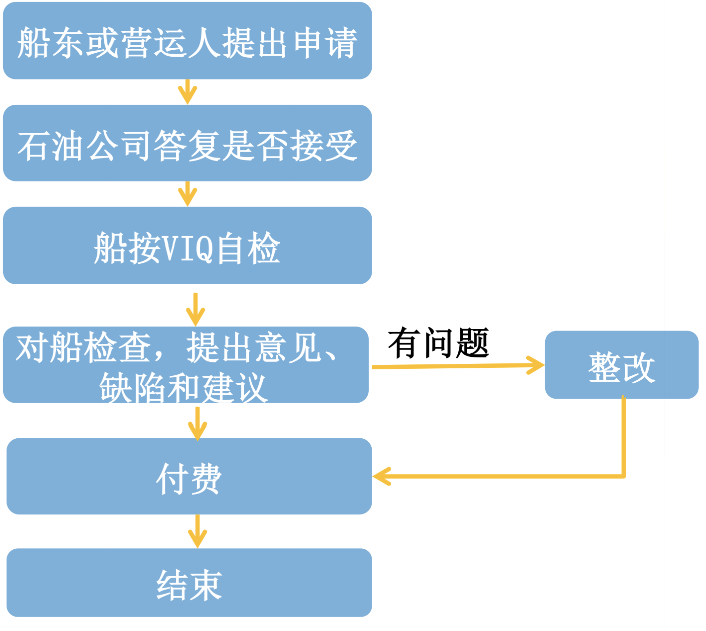 船东或营运人提出申请
石油公司答复是否接受
船按VIQ自检
对船检查，提出意见、
缺陷和建议
有问题
整改
付费
结束